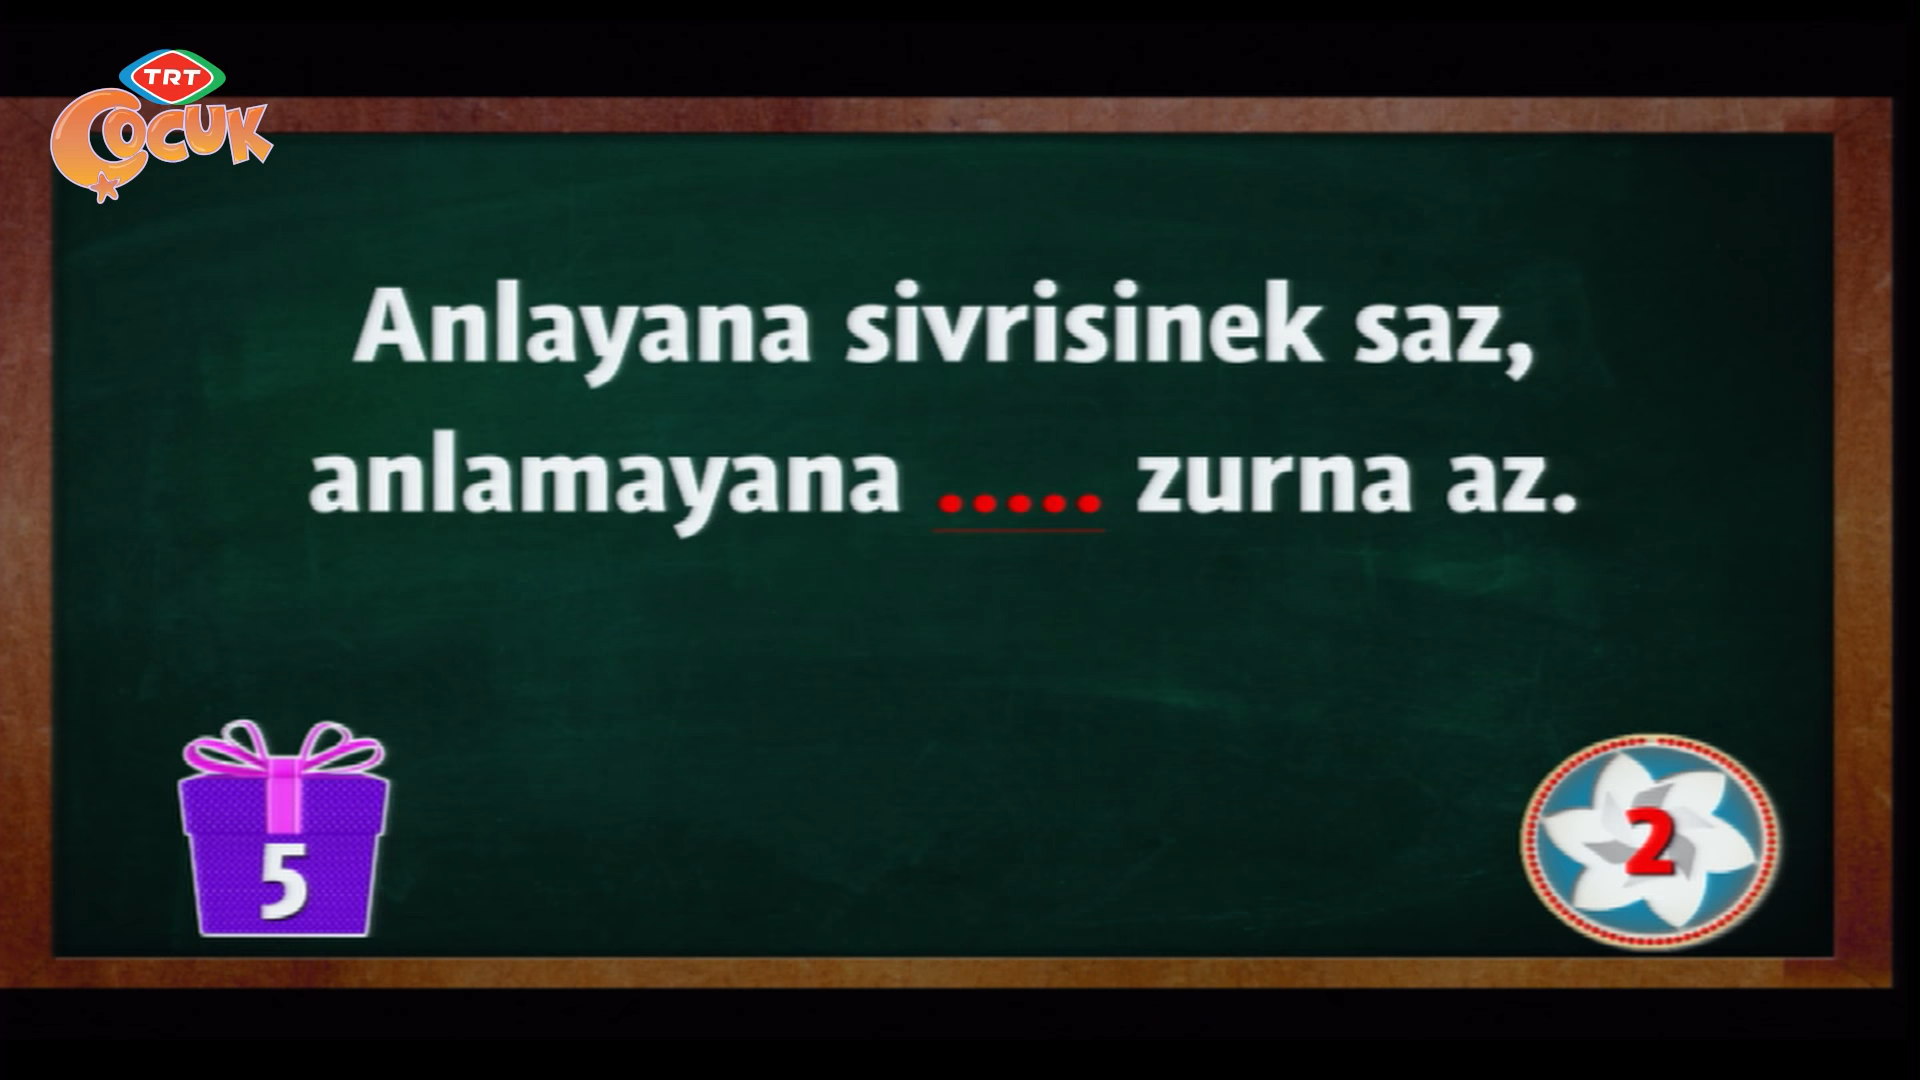 TRT
ÇOCUK
Anlayana sivrisinek saz,
anlamayana ..... zurna az.
5
2